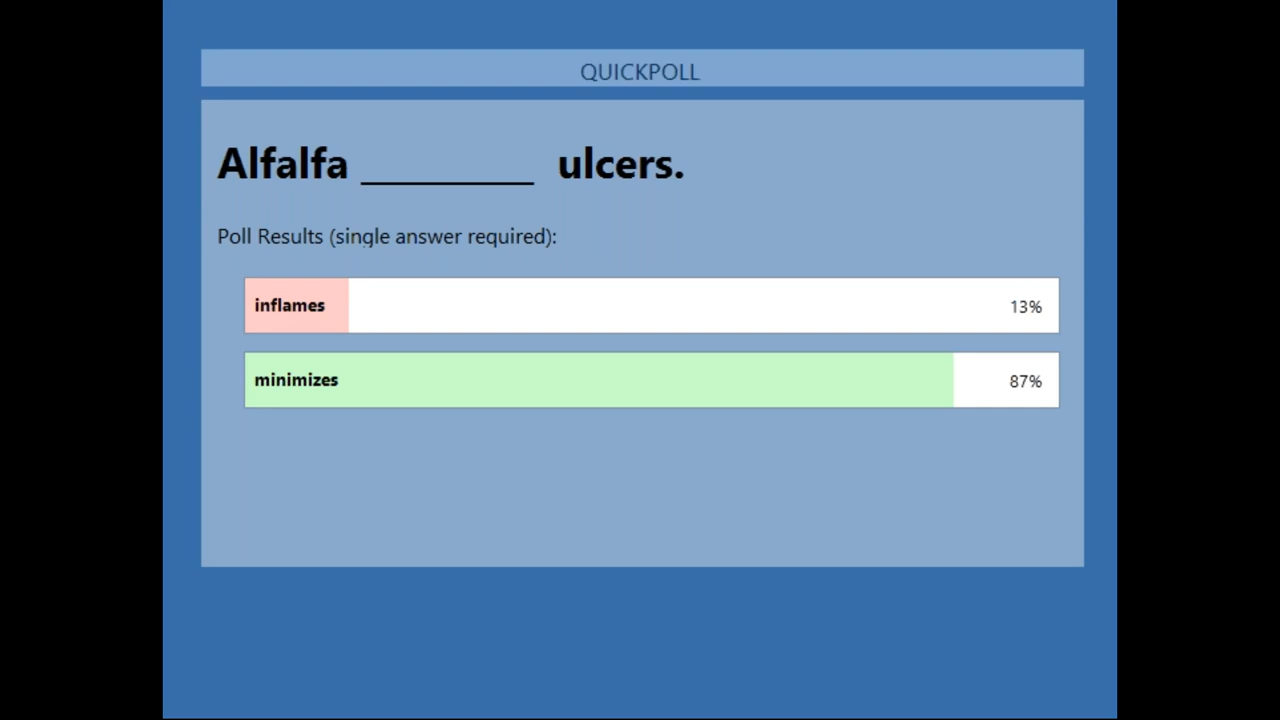 QUICKPOLL
Alfalfa _________ ulcers.
Poll Results (single answer required):
inflames 13%
minimizes 87%